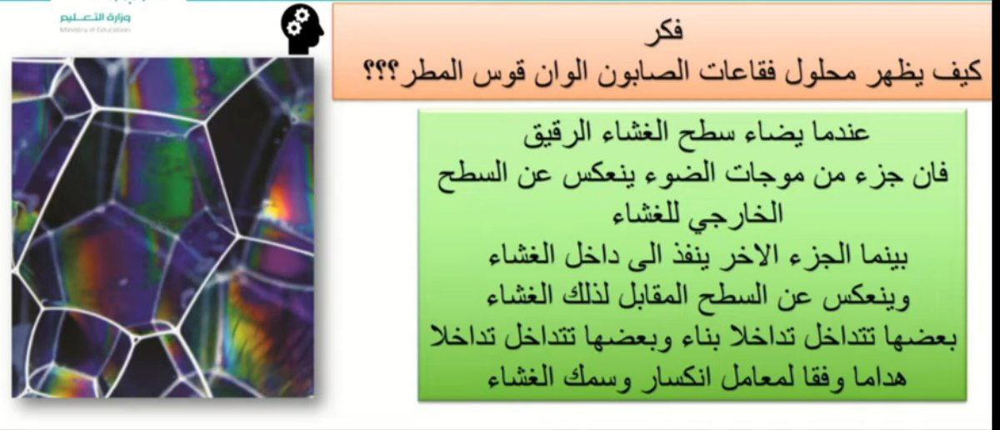 وزارة التعليم
Ministry of Education
فكر
كيف يظهر محلول فقاعات الصابون الوان قوس المطر ؟؟؟
عندما يضاء سطح الغشاء الرقيق
فان جزء من موجات الضوء ينعكس عن السطح
الخارجي للغشاء
بينما الجزء الاخر ينفذ الى داخل الغشاء
وينعكس عن السطح المقابل لذلك الغشاء
بعضها تتداخل تداخلا بناء وبعضها تتداخل تداخلا
هداما وفقا لمعامل انكسار وسمك الغشاء